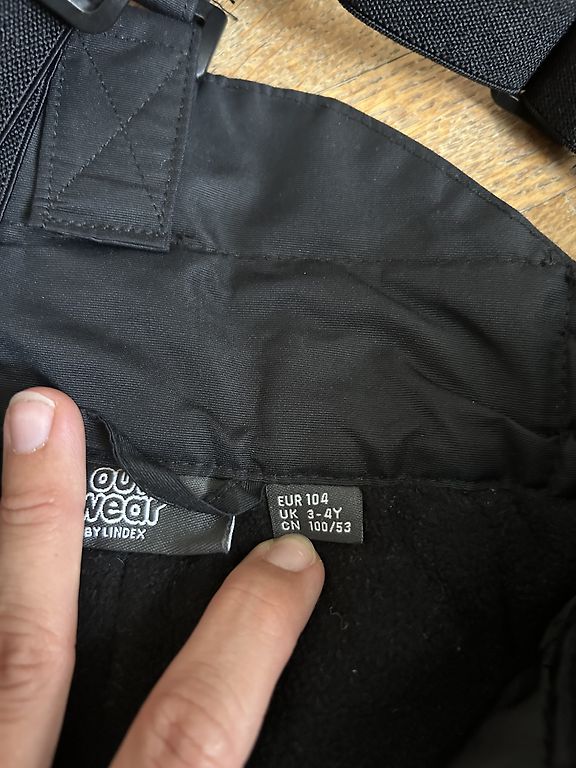 wear
BY LINDEX
EUR 104
UK 3-4Y
CN 100/53